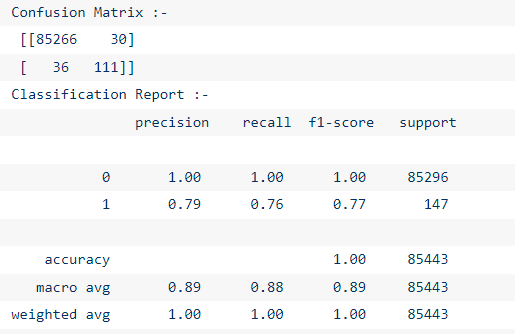 Confusion Matrix :-
[[85266    30]
[   36   111]]
Classification Report :-
precision    recall  f1-score   support
0       1.00      1.00      1.00     85296
1       0.79      0.76      0.77       147
accuracy                           1.00     85443
macro avg       0.89      0.88      0.89     85443
weighted avg       1.00      1.00      1.00     85443